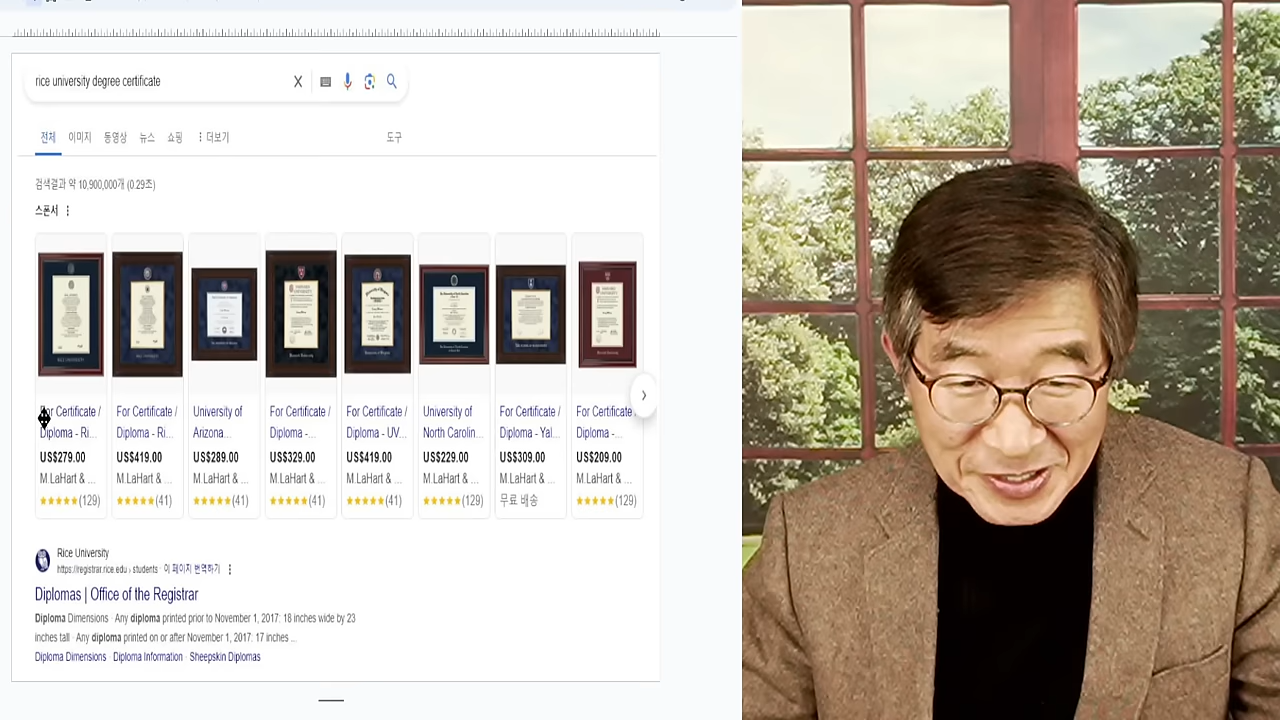 rice university degree certificate
전체 이미지 동영상 뉴스 쇼핑 더보기 도구
검색결과 약 10,900,000개 (0.29초)
스폰서
For Certificate / Diploma - Ri...
US$279.00
M.LaHart & ...
(129)
For Certificate / Diploma - Ri...
US$419.00
M.LaHart & ...
(41)
University of Arizona...
US$289.00
M.LaHart & ...
(41)
For Certificate / Diploma -...
US$329.00
M.LaHart & ...
(41)
For Certificate / Diploma - UV...
US$419.00
M.LaHart & ...
(41)
University of North Carolin...
US$229.00
M.LaHart & ...
(129)
For Certificate / Diploma - Yal...
US$309.00
M.LaHart & ...
무료 배송
For Certificate / Diploma -...
US$209.00
M.LaHart & ...
(129)
Rice University
https://registrar.rice.edu › students · 이 페이지 번역하기
Diplomas | Office of the Registrar
Diploma Dimensions · Any diploma printed prior to November 1, 2017: 18 inches wide by 23
inches tall · Any diploma printed on or after November 1, 2017: 17 inches ...
Diploma Dimensions · Diploma Information · Sheepskin Diplomas